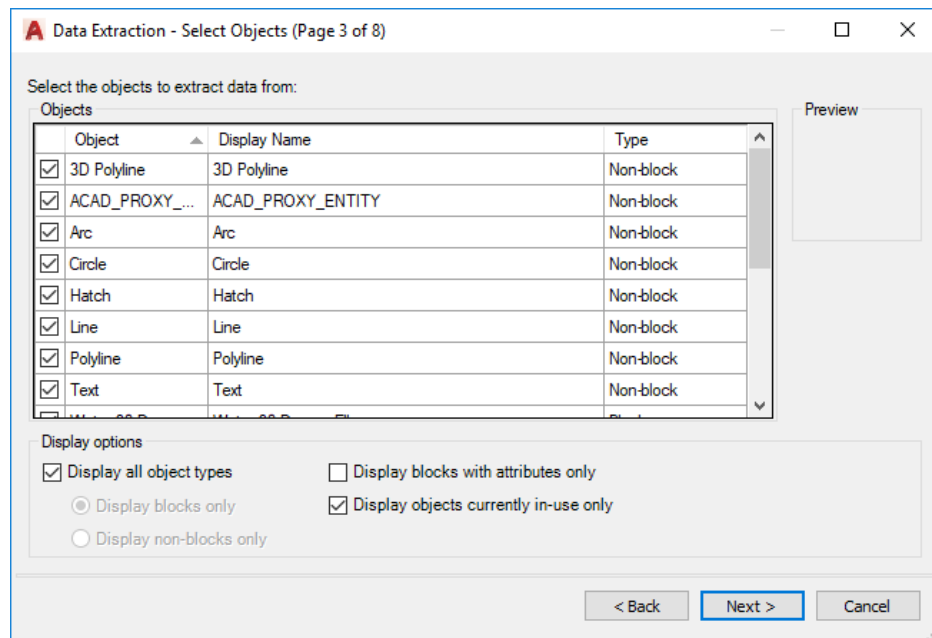 Data Extraction - Select Objects (Page 3 of 8)
Select the objects to extract data from:
Objects
Preview
Object Display Name Type
3D Polyline 3D Polyline Non-block
ACAD_PROXY_... ACAD_PROXY_ENTITY Non-block
Arc Arc Non-block
Circle Circle Non-block
Hatch Hatch Non-block
Line Line Non-block
Polyline Polyline Non-block
Text Text Non-block
Display options
Display all object types Display blocks with attributes only
Display blocks only Display objects currently in-use only
Display non-blocks only
< Back Next > Cancel